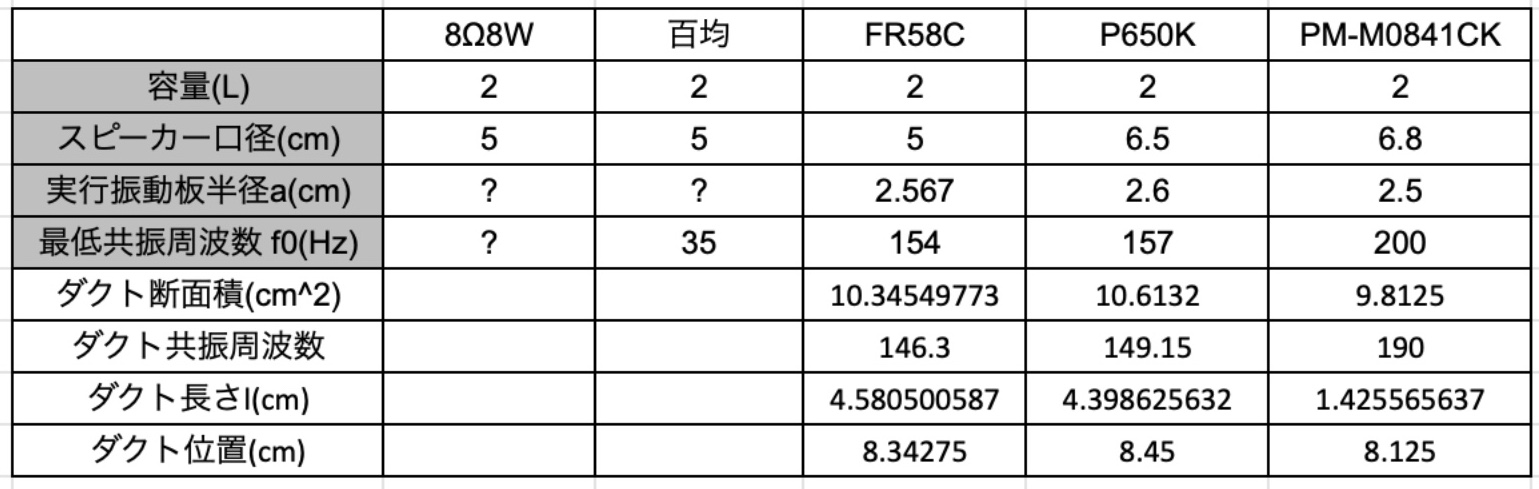 8Ω8W 百均 FR58C P650K PM-M0841CK
容量(L) 2 2 2 2 2
スピーカー口径(cm) 5 5 5 6.5 6.8
実行振動板半径a(cm) ? ? 2.567 2.6 2.5
最低共振周波数 f0(Hz) ? 35 154 157 200
ダクト断面積(cm^2) 10.34549773 10.6132 9.8125
ダクト共振周波数 146.3 149.15 190
ダクト長さl(cm) 4.580500587 4.398625632 1.425565637
ダクト位置(cm) 8.34275 8.45 8.125